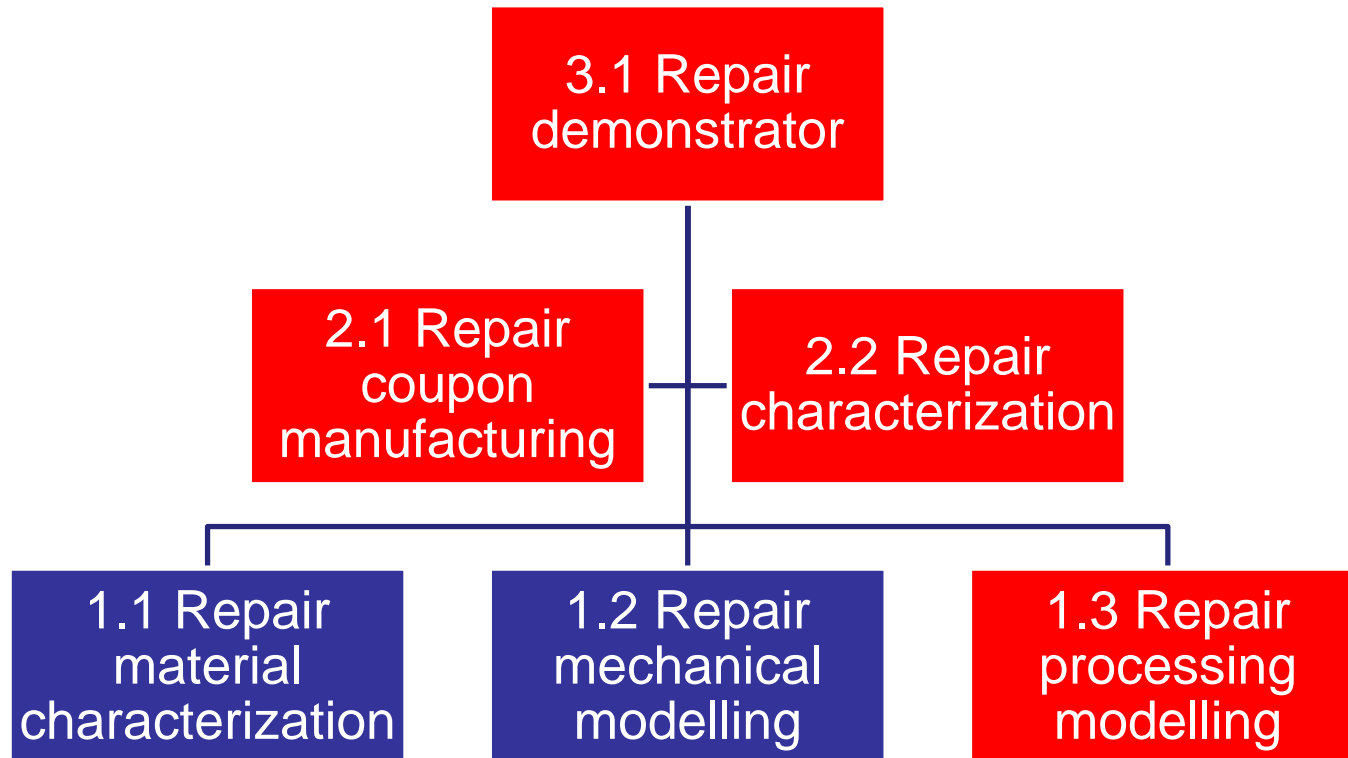 3.1 Repair
demonstrator
2.1 Repair
coupon
manufacturing
2.2 Repair
characterization
1.1 Repair
material
characterization
1.2 Repair
mechanical
modelling
1.3 Repair
processing
modelling